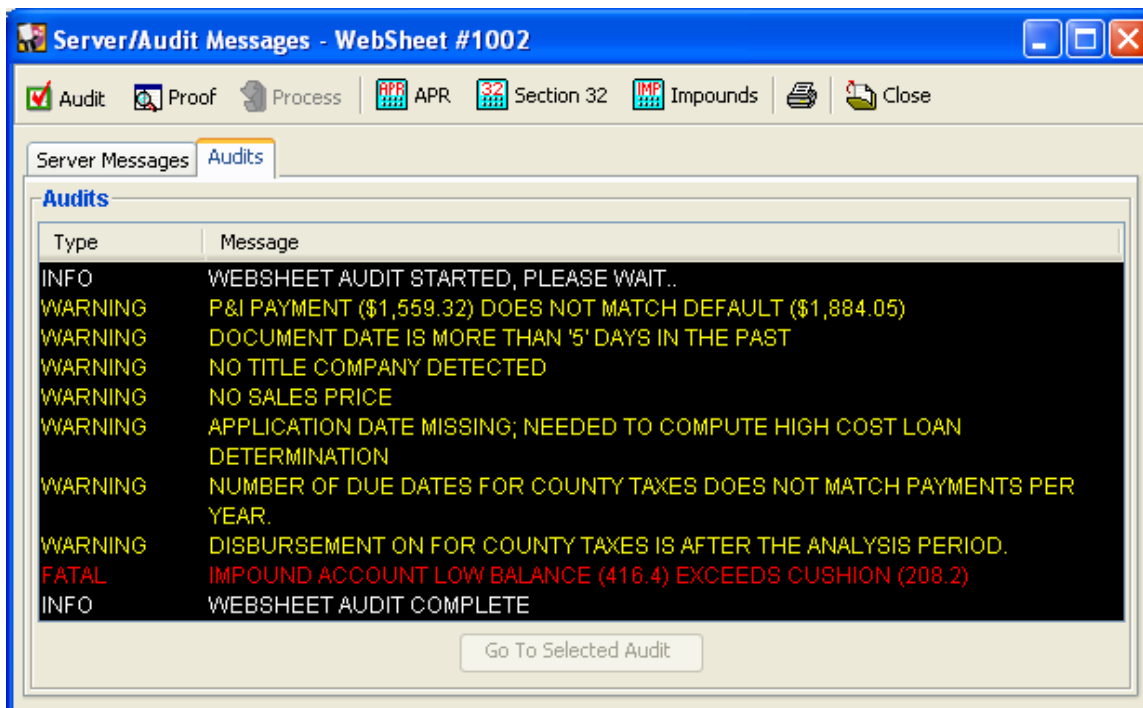 Server/Audit Messages - WebSheet #1002
Audit Proof Process APR APR 32 Section 32 IMP Impounds Close
Server Messages Audits
Audits
Type Message
INFO WEBSHEET AUDIT STARTED, PLEASE WAIT..
WARNING P&I PAYMENT ($1,559.32) DOES NOT MATCH DEFAULT ($1,884.05)
WARNING DOCUMENT DATE IS MORE THAN '5' DAYS IN THE PAST
WARNING NO TITLE COMPANY DETECTED
WARNING NO SALES PRICE
WARNING APPLICATION DATE MISSING; NEEDED TO COMPUTE HIGH COST LOAN
DETERMINATION
WARNING NUMBER OF DUE DATES FOR COUNTY TAXES DOES NOT MATCH PAYMENTS PER
YEAR.
WARNING DISBURSEMENT ON FOR COUNTY TAXES IS AFTER THE ANALYSIS PERIOD.
FATAL IMPOUND ACCOUNT LOW BALANCE (416.4) EXCEEDS CUSHION (208.2)
INFO WEBSHEET AUDIT COMPLETE
Go To Selected Audit